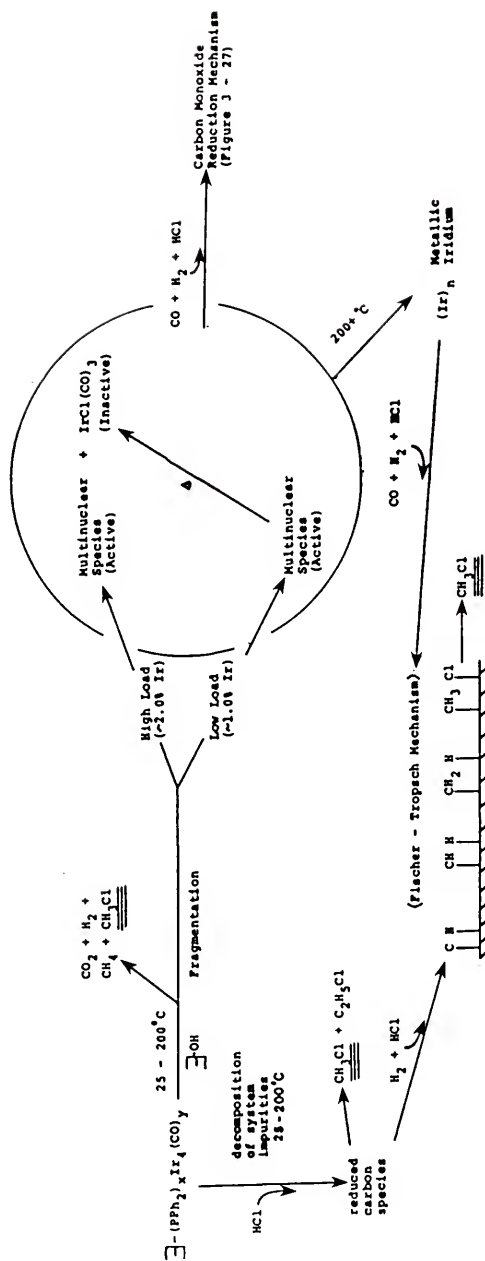 CO₂ + H₂ +
CH₄ + CH₃Cl
25 - 200°C
-OH
Fragmentation
-(PPh₂)ₓIr₄(CO)y
decomposition
of system
impurities
25-200°C
HCl
reduced
carbon
species
CH₃Cl + C₂H₅Cl
H₂ + HCl
High Load
(~2.0% Ir)
Low Load
(~1.0% Ir)
Multinuclear + IrCl(CO)₃
Species (Inactive)
(Active)
Δ
Multinuclear
Species
(Active)
CO + H₂ + HCl
Carbon Monoxide
Reduction Mechanism
(Figure 3 - 27)
200+ °C
(Ir)n
Metallic
Iridium
CO + H₂ + HCl
(Fischer - Tropsch Mechanism)
C H CH H CH₂ H CH₃ Cl
CH₃Cl